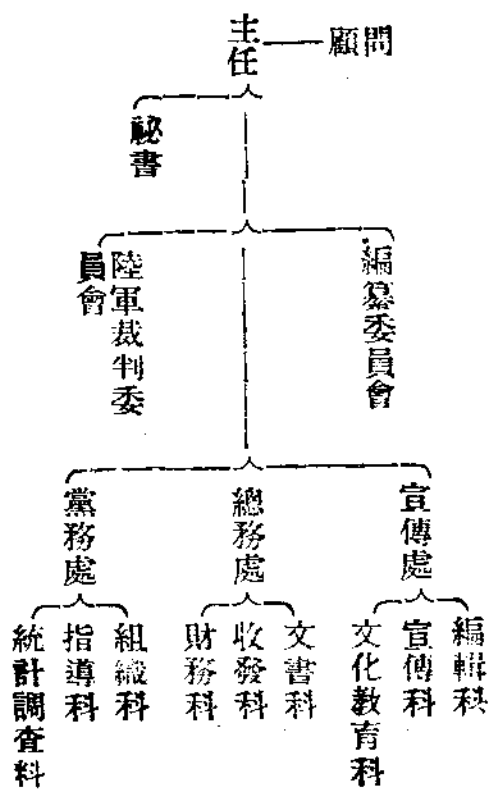 主任
顧問
祕書
編纂委員會
陸軍裁判委
員會
宣傳處
總務處
黨務處
編輯科
宣傳科
文化教育科
文書科
收發科
財務科
組織科
指導科
統計調查科